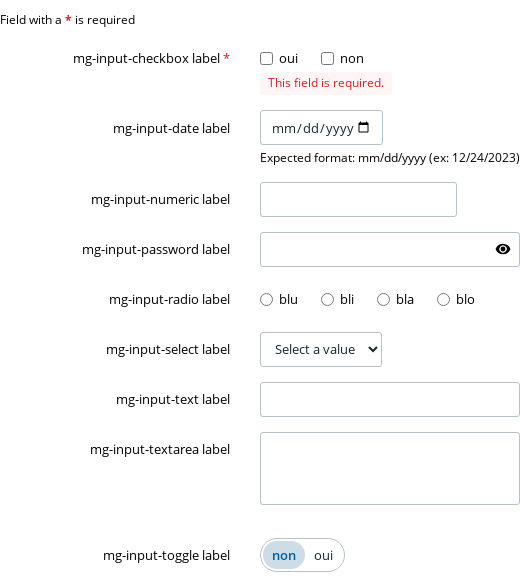 Field with a * is required
mg-input-checkbox label * oui non
This field is required.
mg-input-date label mm/dd/yyyy
Expected format: mm/dd/yyyy (ex: 12/24/2023)
mg-input-numeric label
mg-input-password label
mg-input-radio label blu bli bla blo
mg-input-select label Select a value
mg-input-text label
mg-input-textarea label
mg-input-toggle label non oui